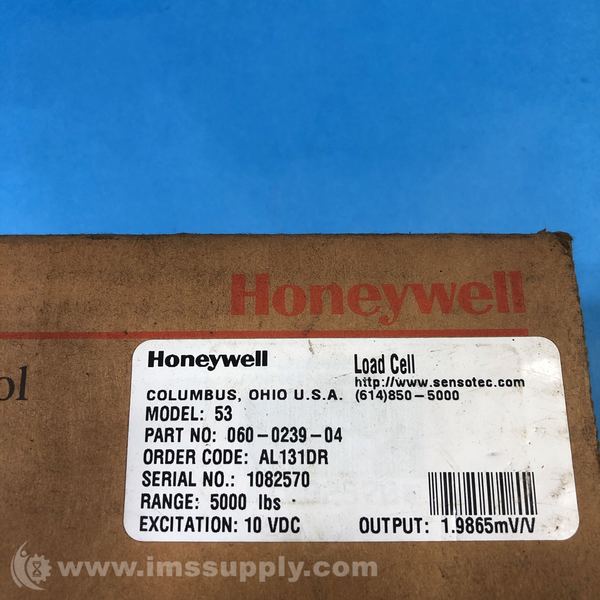 Honeywell
ol
Honeywell Load Cell
http://www.sensotec.com
COLUMBUS, OHIO U.S.A. (614)850-5000
MODEL: 53
PART NO: 060-0239-04
ORDER CODE: AL131DR
SERIAL NO.: 1082570
RANGE: 5000 lbs
EXCITATION: 10 VDC OUTPUT: 1.9865mV/V
www.imssupply.com